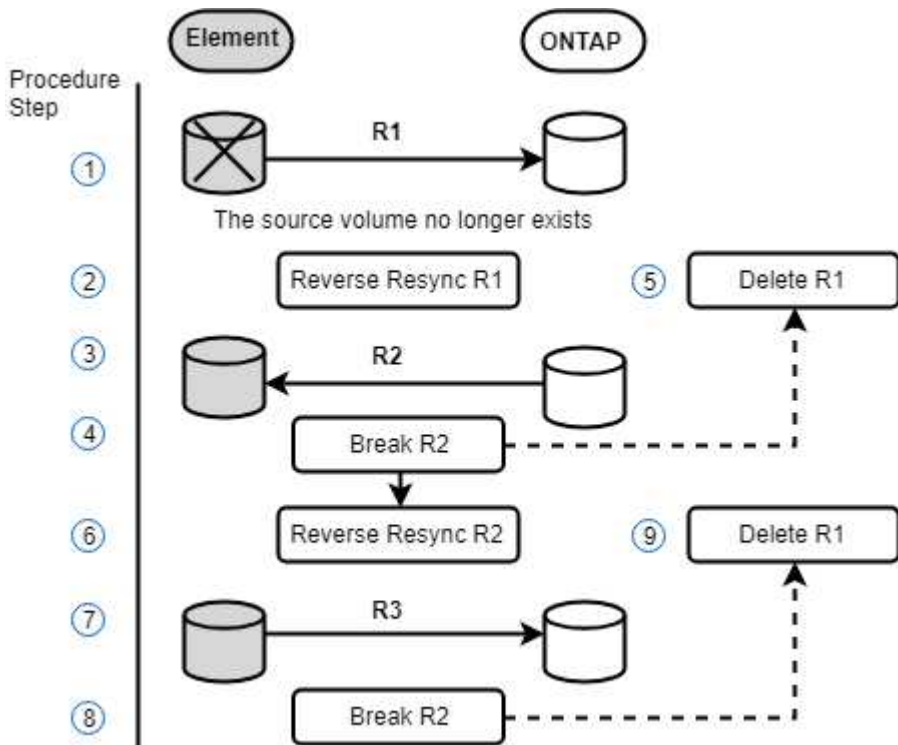 Element
ONTAP
Procedure
Step
1
R1
The source volume no longer exists
2
Reverse Resync R1
5
Delete R1
3
R2
4
Break R2
6
Reverse Resync R2
9
Delete R1
7
R3
8
Break R2